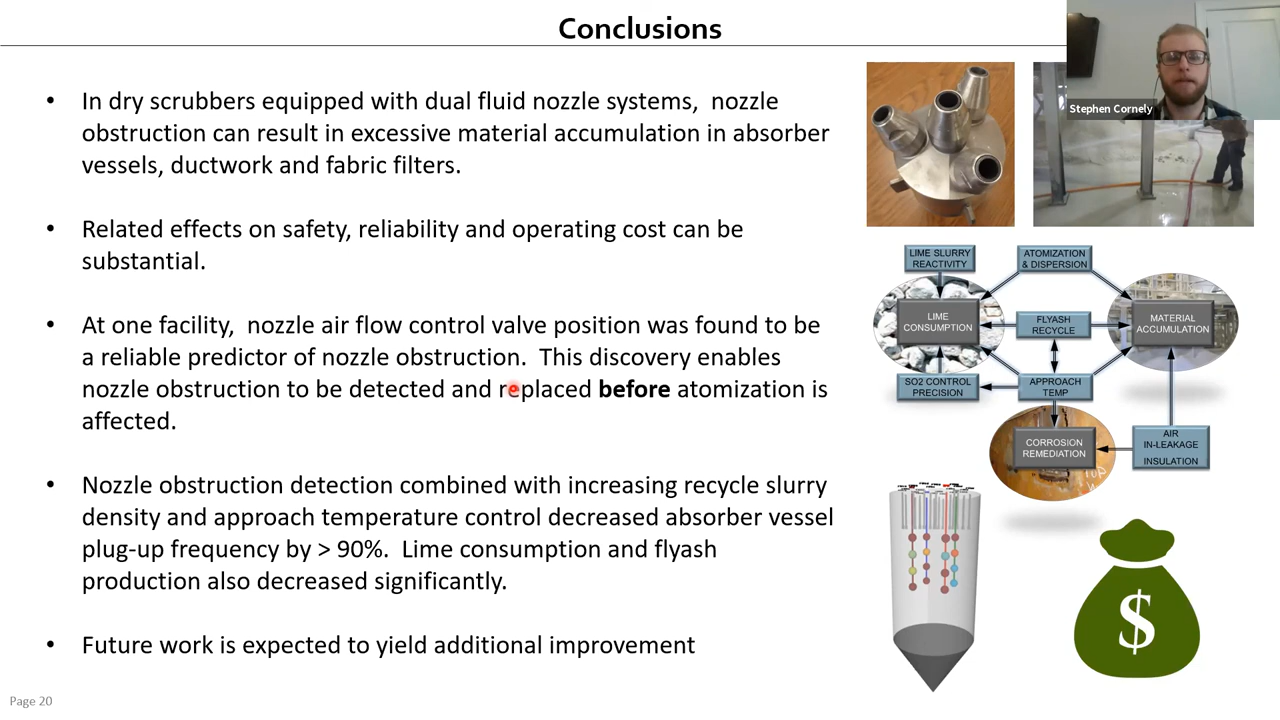 Conclusions
Stephen Cornely
• In dry scrubbers equipped with dual fluid nozzle systems, nozzle
obstruction can result in excessive material accumulation in absorber
vessels, ductwork and fabric filters.
• Related effects on safety, reliability and operating cost can be
substantial.
• At one facility, nozzle air flow control valve position was found to be
a reliable predictor of nozzle obstruction. This discovery enables
nozzle obstruction to be detected and replaced before atomization is
affected.
• Nozzle obstruction detection combined with increasing recycle slurry
density and approach temperature control decreased absorber vessel
plug-up frequency by > 90%. Lime consumption and flyash
production also decreased significantly.
• Future work is expected to yield additional improvement
LIME SLURRY
REACTIVITY
ATOMIZATION
& DISPERSION
LIME
CONSUMPTION
FLYASH
RECYCLE
MATERIAL
ACCUMULATION
SO2 CONTROL
PRECISION
APPROACH
TEMP
CORROSION
REMEDIATION
AIR
IN-LEAKAGE
INSULATION
$
Page 20